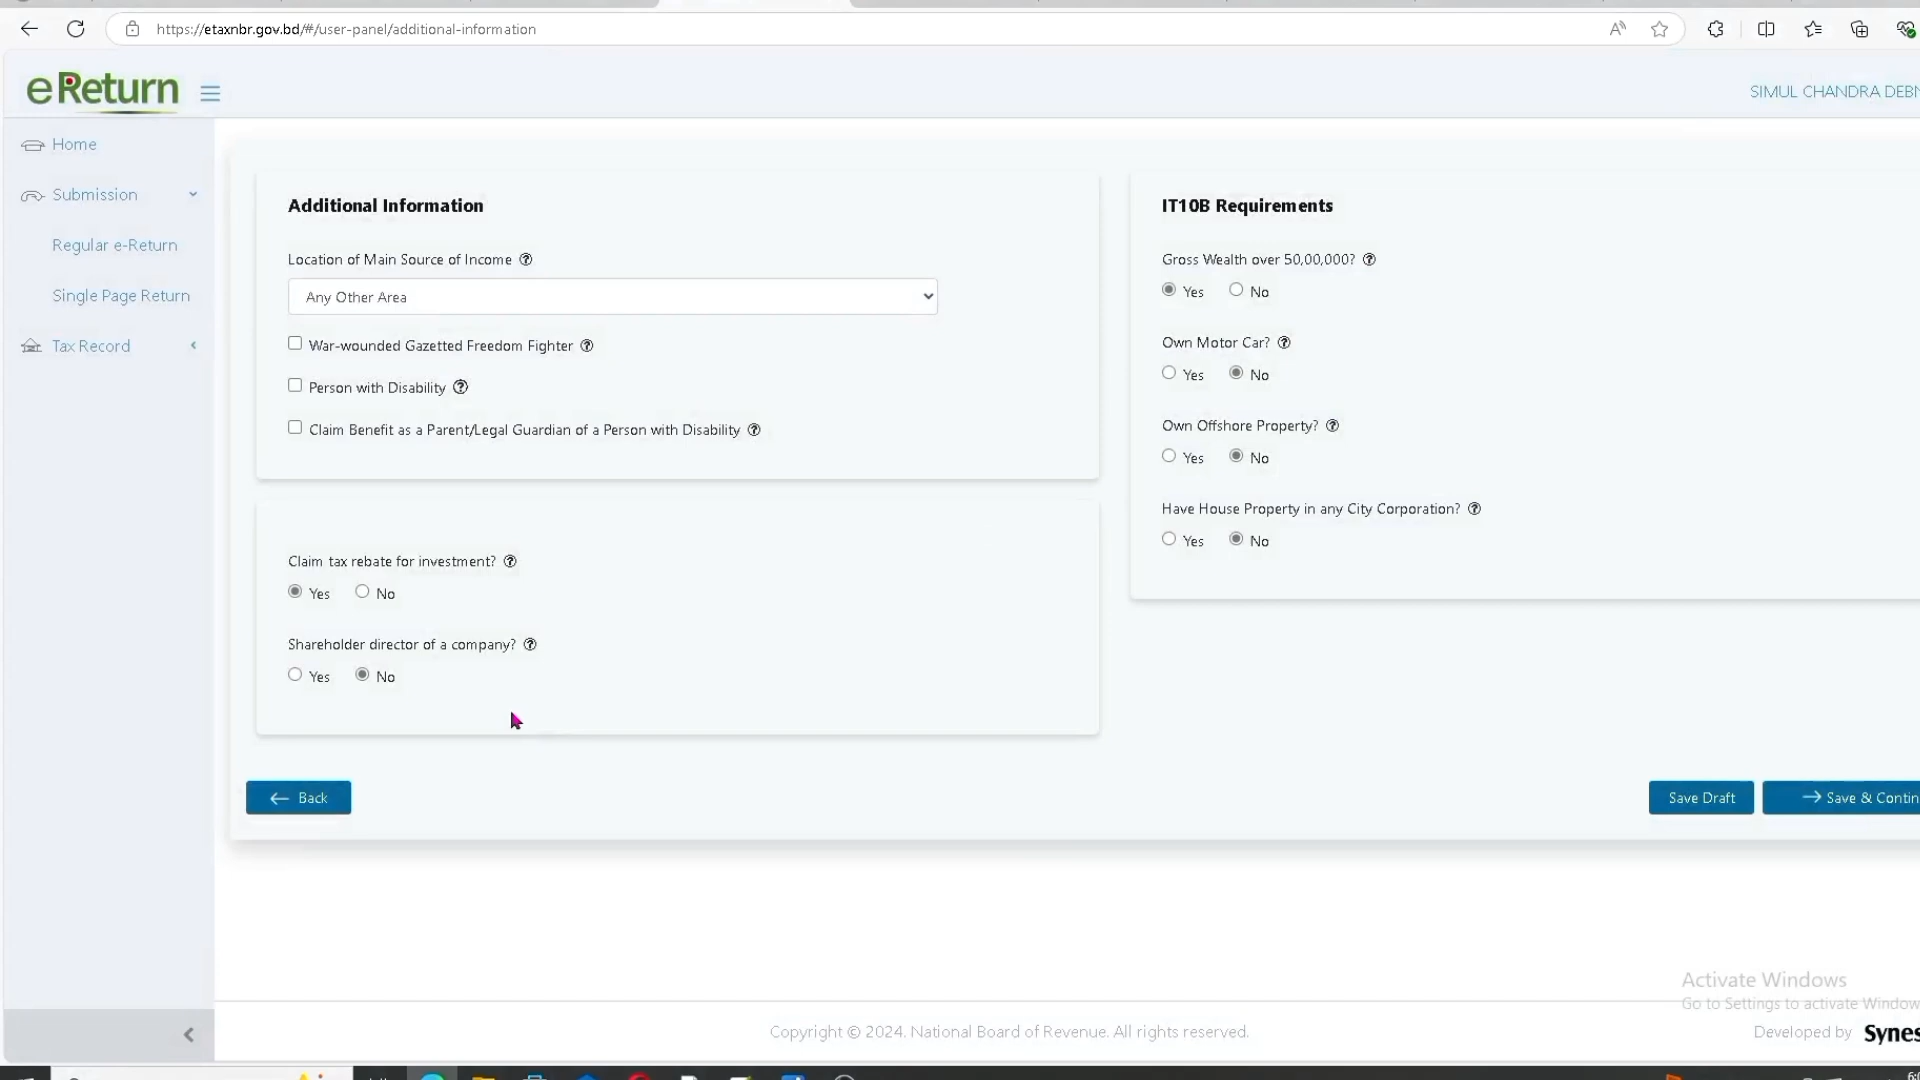 https://etaxnbr.gov.bd/#/user-panel/additional-information
eReturn
SIMUL CHANDRA
Home
Submission
Regular e-Return
Single Page Return
Tax Record
Additional Information
Location of Main Source of Income
Any Other Area
War-wounded Gazetted Freedom Fighter
Person with Disability
Claim Benefit as a Parent/Legal Guardian of a Person with Disability
Claim tax rebate for investment?
Yes No
Shareholder director of a company?
Yes No
IT10B Requirements
Gross Wealth over 50,00,000?
Yes No
Own Motor Car?
Yes No
Own Offshore Property?
Yes No
Have House Property in any City Corporation?
Yes No
Back
Save Draft
Save & Contin
Activate Windows
Go to Settings to activate Window
Copyright © 2024. National Board of Revenue. All rights reserved.
Developed by Synes